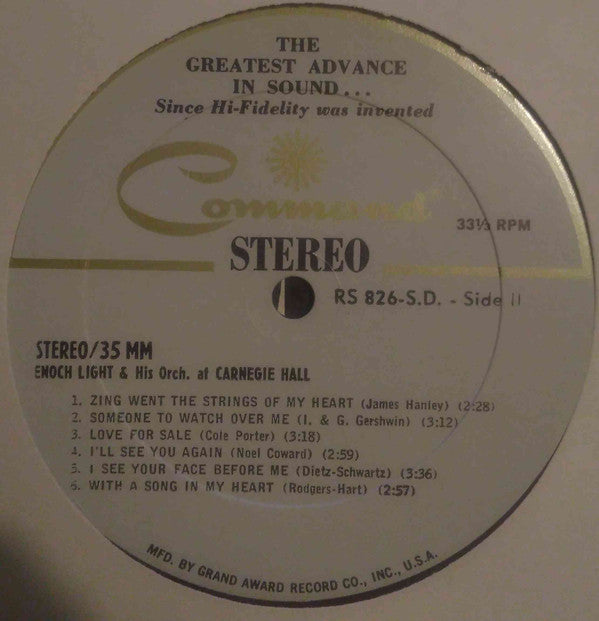 THE
GREATEST ADVANCE
IN SOUND...
Since Hi-Fidelity was invented
Command
33⅓ RPM
STEREO
RS 826-S.D. - Side II
STEREO/35 MM
ENOCH LIGHT & His Orch. at CARNEGIE HALL
1. ZING WENT THE STRINGS OF MY HEART (James Hanley) (2:28)
2. SOMEONE TO WATCH OVER ME (I. & G. Gershwin) (3:12)
3. LOVE FOR SALE (Cole Porter) (3:18)
4. I'LL SEE YOU AGAIN (Noel Coward) (2:59)
5. I SEE YOUR FACE BEFORE ME (Dietz-Schwartz) (3:36)
6. WITH A SONG IN MY HEART (Rodgers-Hart) (2:57)
MFD. BY GRAND AWARD RECORD CO., INC., U.S.A.